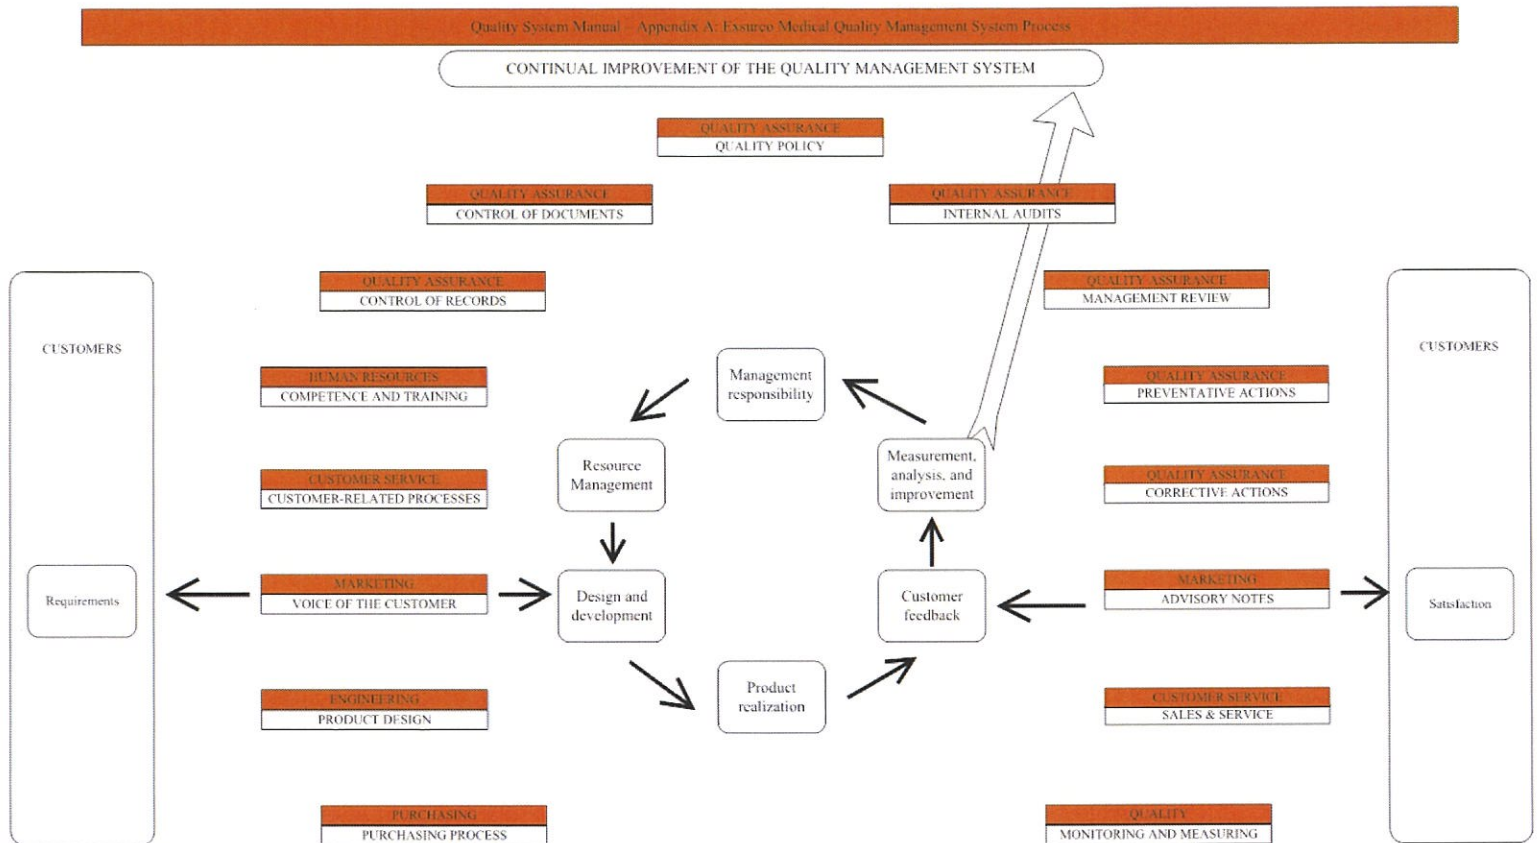 Quality System Manual – Appendix A: Exsureo Medical Quality Management System Process
CONTINUAL IMPROVEMENT OF THE QUALITY MANAGEMENT SYSTEM
QUALITY ASSURANCE
QUALITY POLICY
QUALITY ASSURANCE
CONTROL OF DOCUMENTS
QUALITY ASSURANCE
INTERNAL AUDITS
QUALITY ASSURANCE
CONTROL OF RECORDS
QUALITY ASSURANCE
MANAGEMENT REVIEW
CUSTOMERS
CUSTOMERS
HUMAN RESOURCES
COMPETENCE AND TRAINING
Management
responsibility
QUALITY ASSURANCE
PREVENTATIVE ACTIONS
CUSTOMER SERVICE
CUSTOMER-RELATED PROCESSES
Resource
Management
Measurement,
analysis, and
improvement
QUALITY ASSURANCE
CORRECTIVE ACTIONS
Requirements
MARKETING
VOICE OF THE CUSTOMER
Design and
development
Customer
feedback
MARKETING
ADVISORY NOTES
Satisfaction
ENGINEERING
PRODUCT DESIGN
Product
realization
CUSTOMER SERVICE
SALES & SERVICE
PURCHASING
PURCHASING PROCESS
QUALITY
MONITORING AND MEASURING